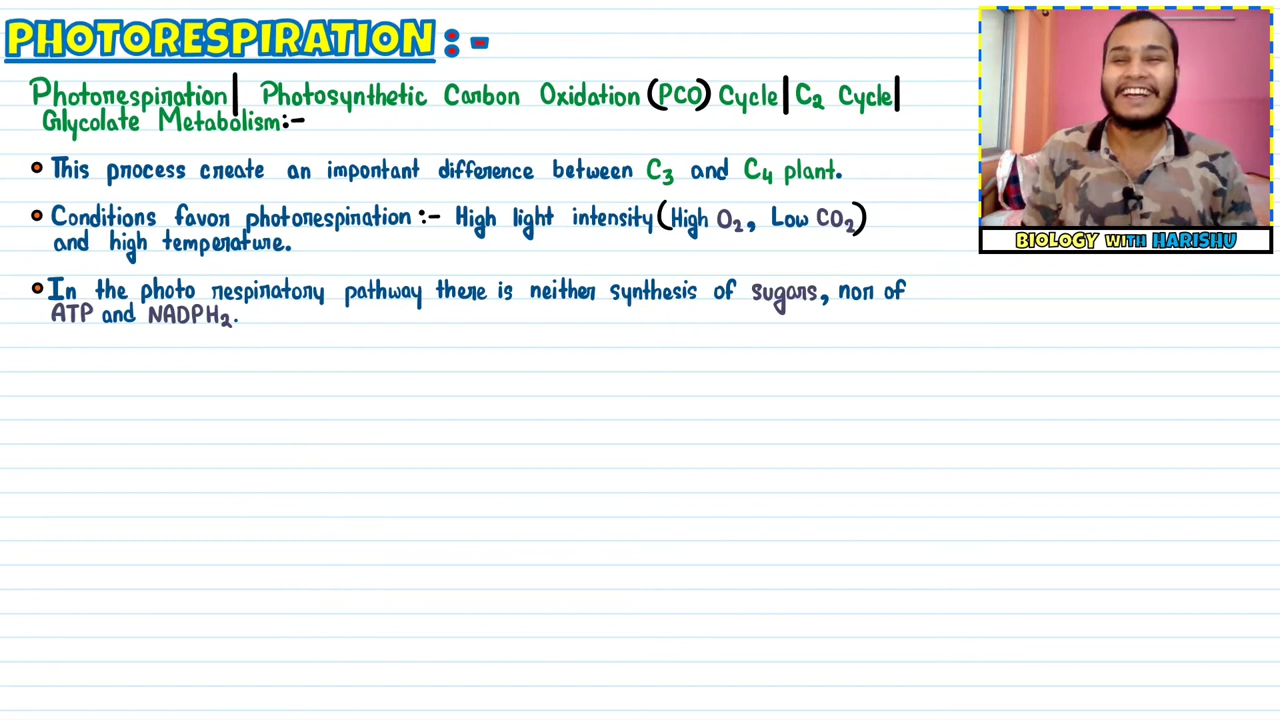 PHOTORESPIRATION:-
Photorespiration| Photosynthetic Carbon Oxidation (PCO) Cycle| C₂ Cycle|
Glycolate Metabolism:-
• This process create an important difference between C₃ and C₄ plant.
• Conditions favor photorespiration :- High light intensity (High O₂, Low CO₂)
and high temperature.
• In the photo respiratory pathway there is neither synthesis of sugars, nor of
ATP and NADPH₂.
BIOLOGY WITH HARISHU